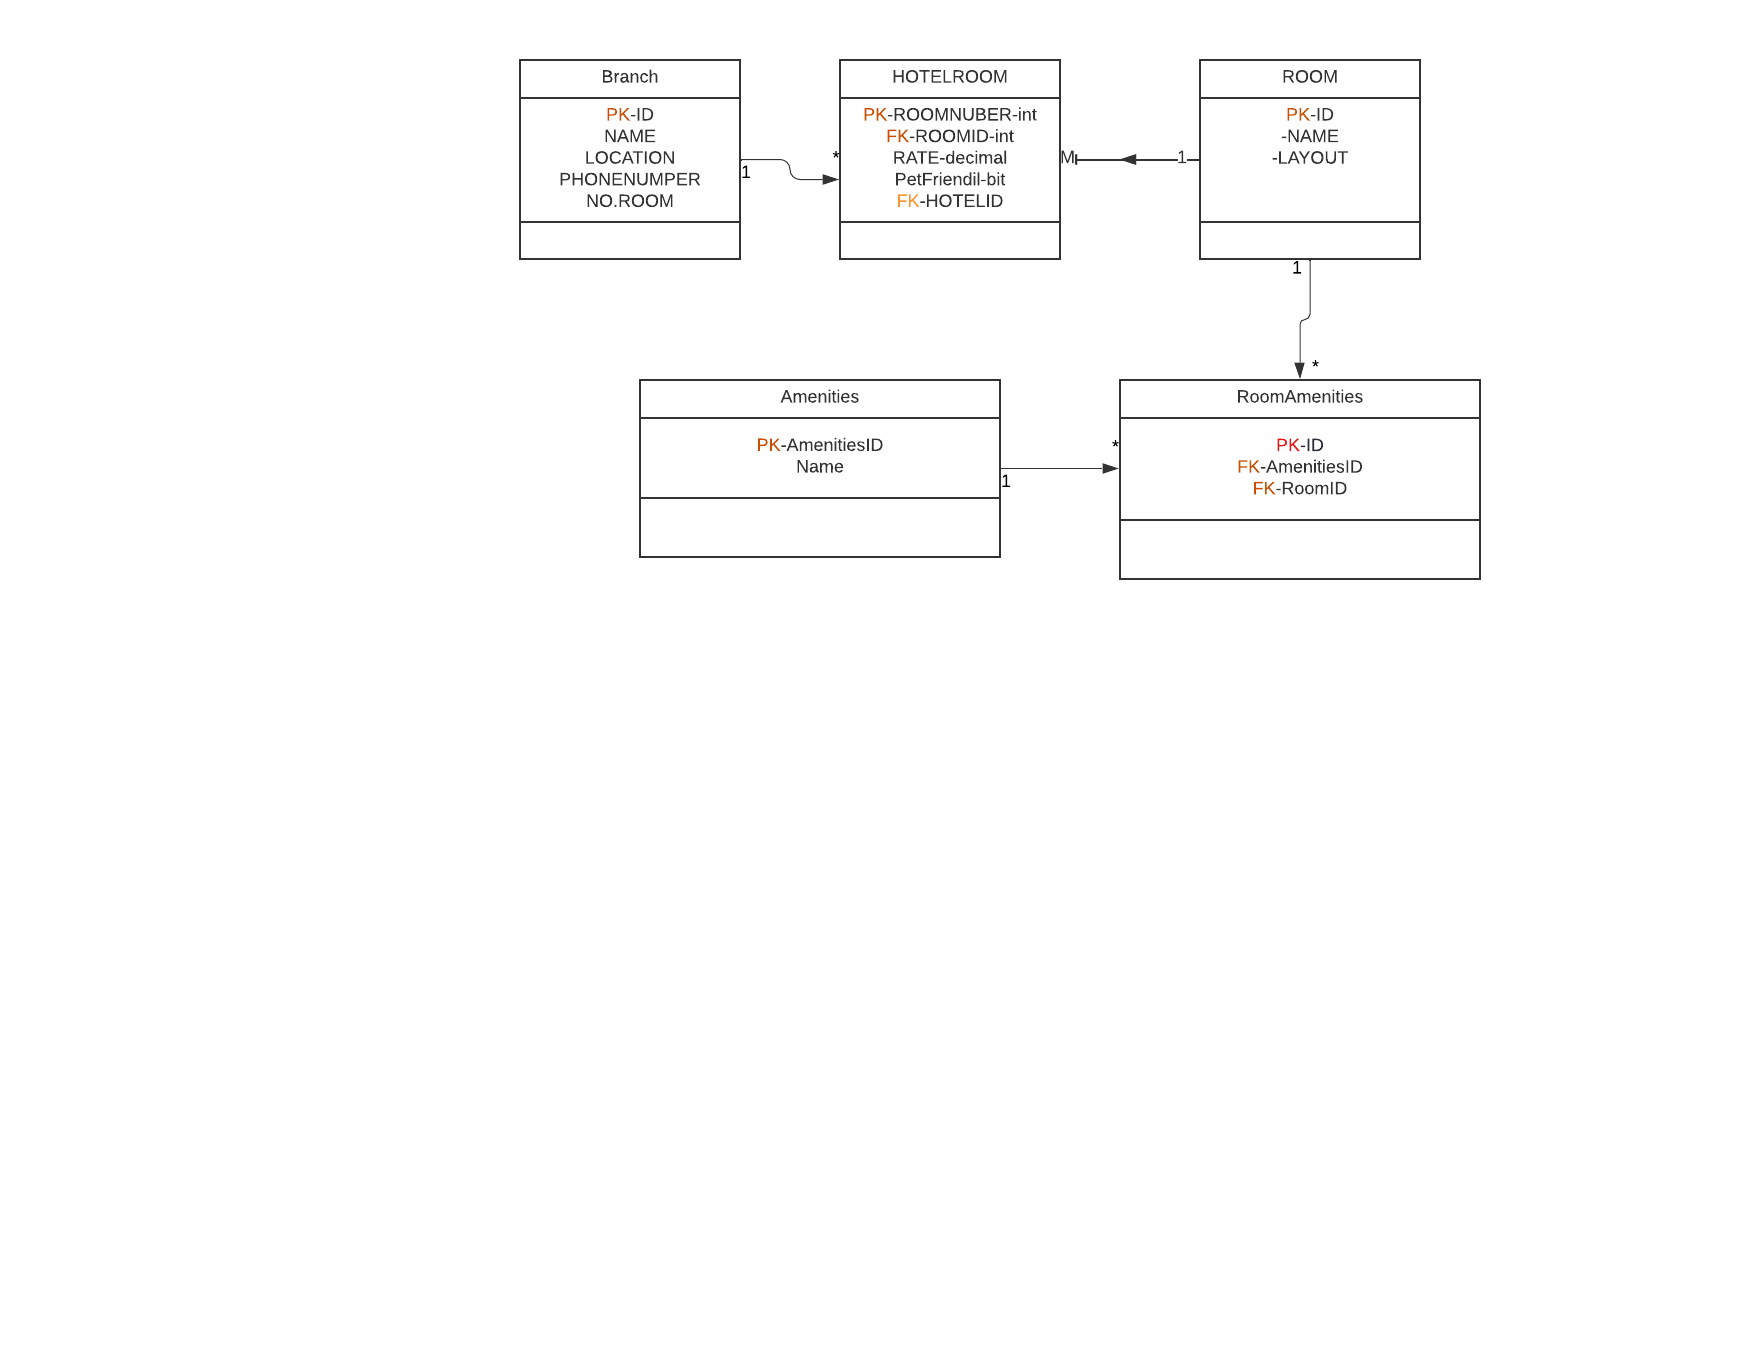 Branch
PK-ID
NAME
LOCATION
PHONENUMPER
NO.ROOM
1
*
HOTELROOM
PK-ROOMNUBER-int
FK-ROOMID-int
RATE-decimal
PetFriendil-bit
FK-HOTELID
M
1
ROOM
PK-ID
-NAME
-LAYOUT
1
*
Amenities
PK-AmenitiesID
Name
1
*
RoomAmenities
PK-ID
FK-AmenitiesID
FK-RoomID